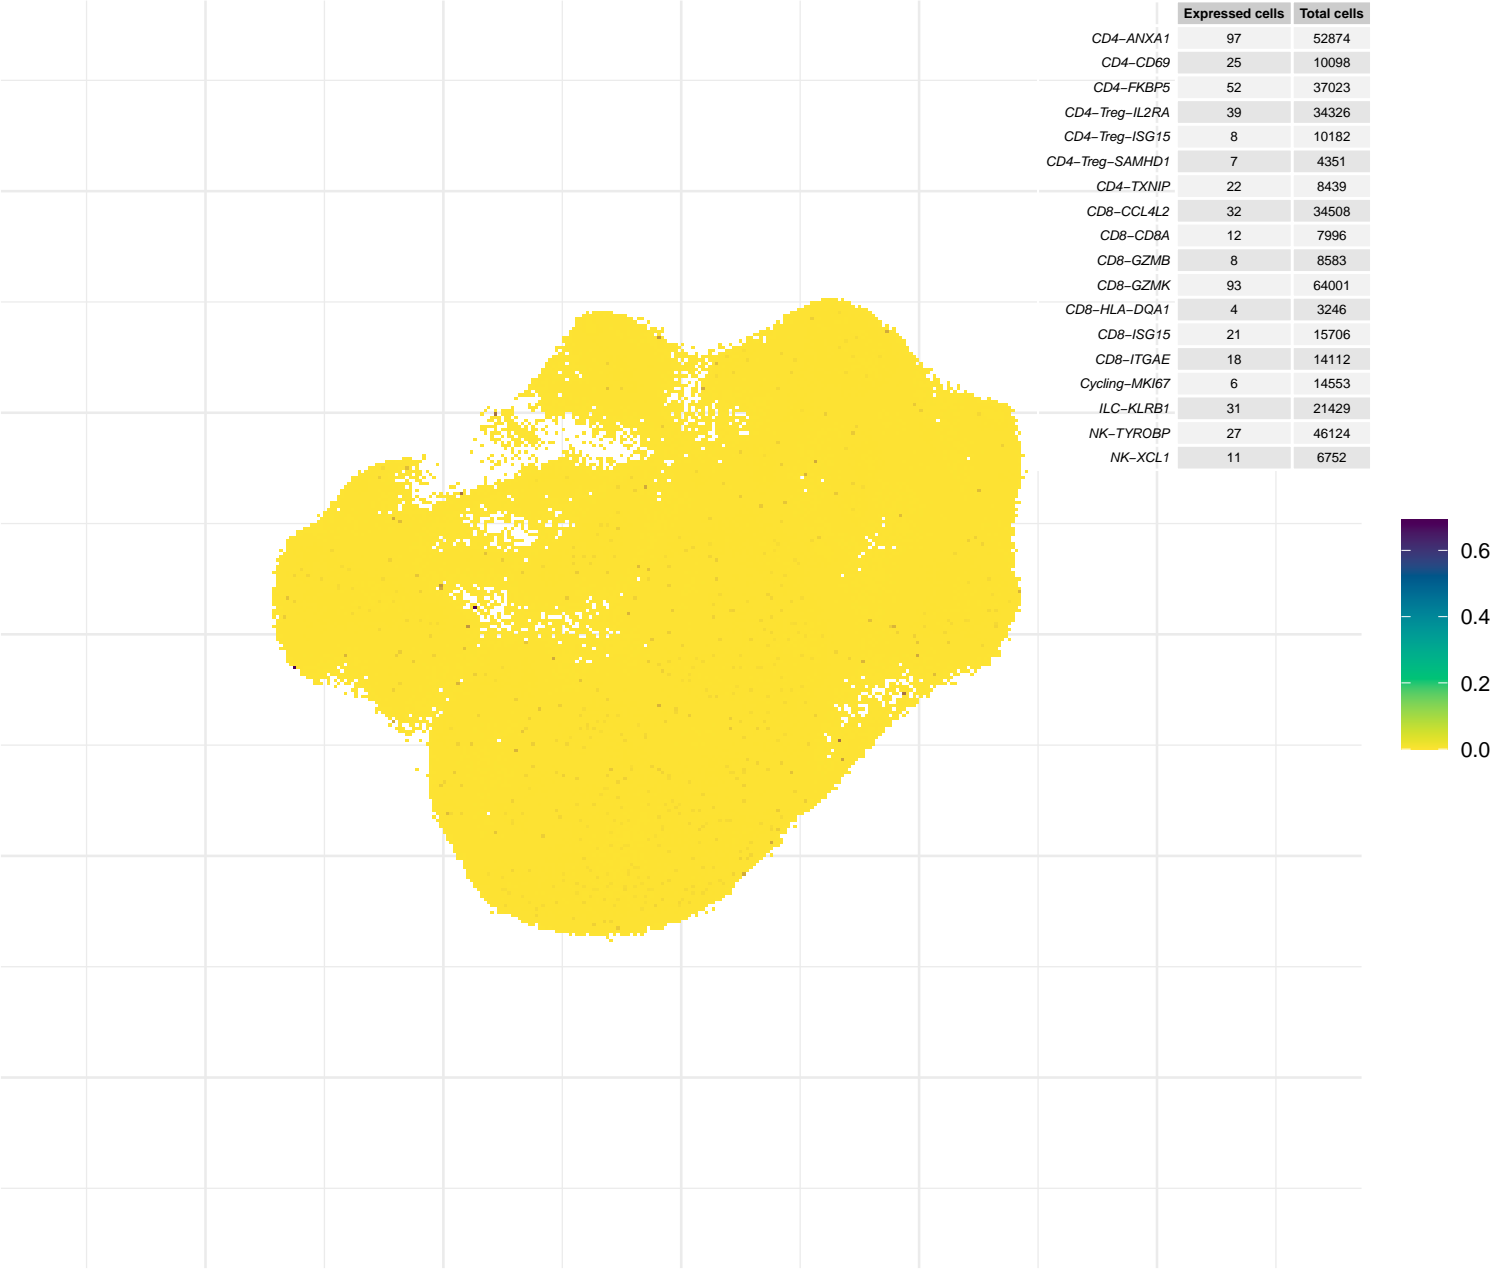 Expressed cells Total cells
CD4−ANXA1 97 52874
CD4−CD69 25 10098
CD4−FKBP5 52 37023
CD4−Treg−IL2RA 39 34326
CD4−Treg−ISG15 8 10182
CD4−Treg−SAMHD1 7 4351
CD4−TXNIP 22 8439
CD8−CCL4L2 32 34508
CD8−CD8A 12 7996
CD8−GZMB 8 8583
CD8−GZMK 93 64001
CD8−HLA−DQA1 4 3246
CD8−ISG15 21 15706
CD8−ITGAE 18 14112
Cycling−MKI67 6 14553
ILC−KLRB1 31 21429
NK−TYROBP 27 46124
NK−XCL1 11 6752
0.6
0.4
0.2
0.0